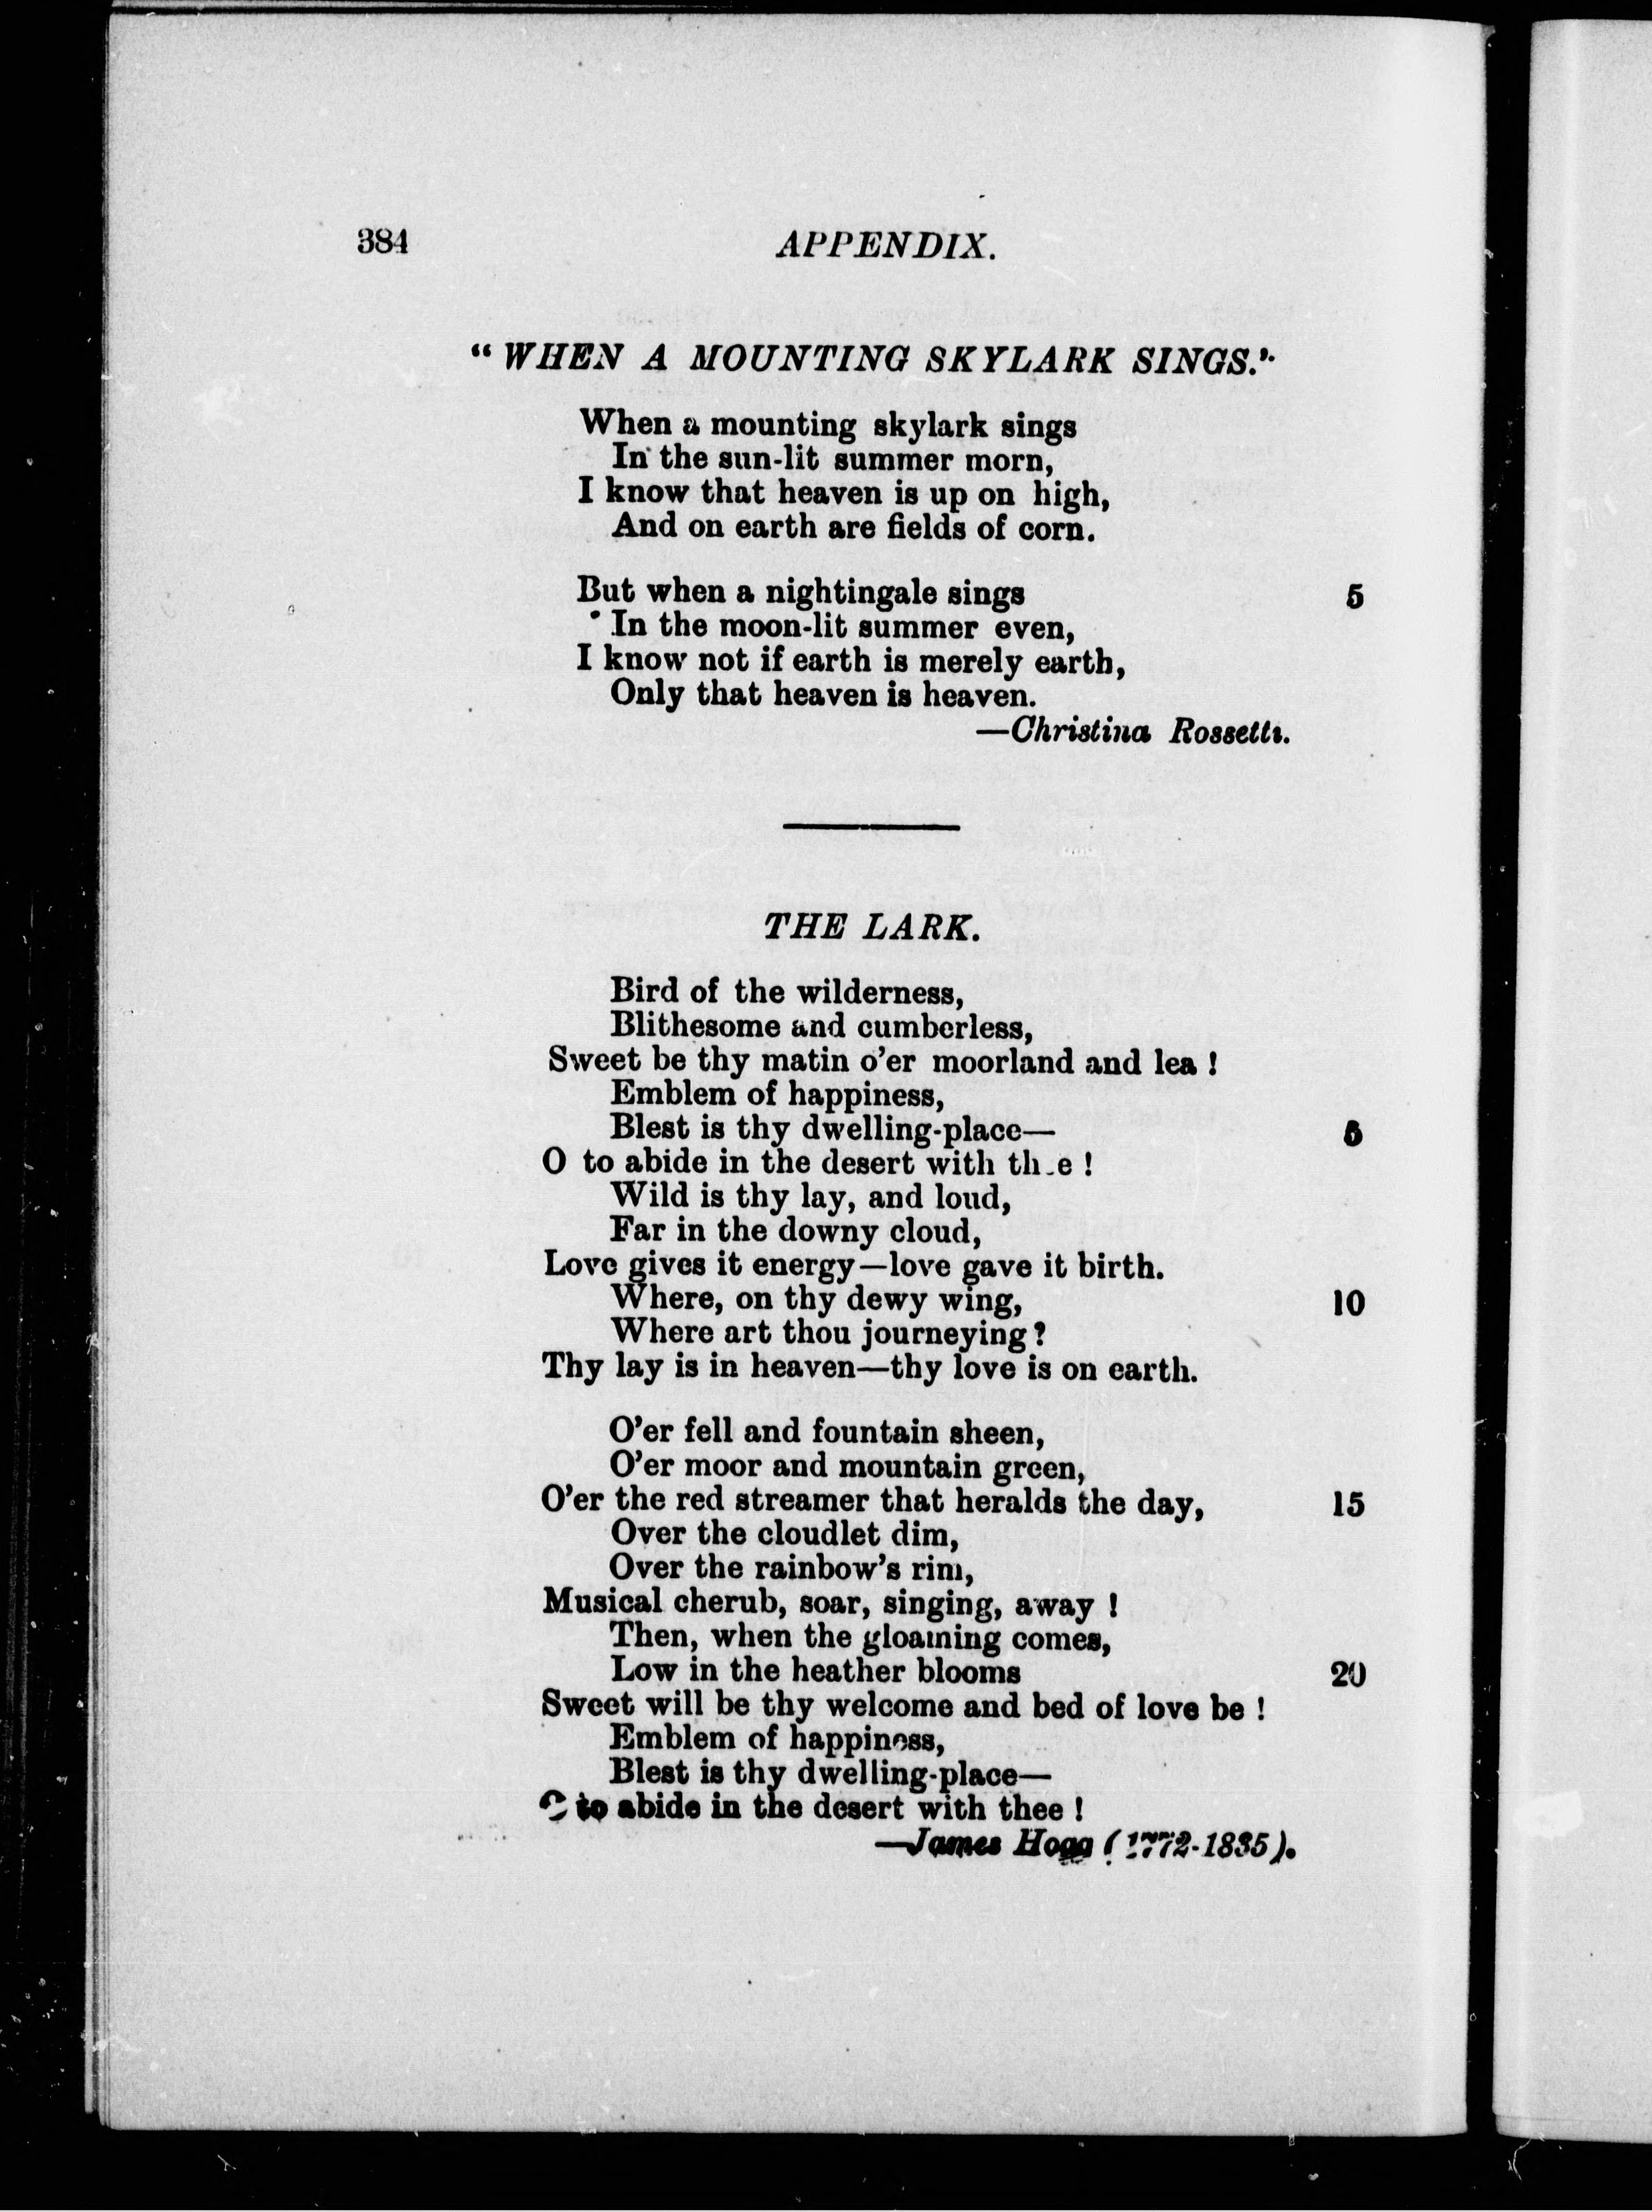 384
APPENDIX.
"WHEN A MOUNTING SKYLARK SINGS."
When a mounting skylark sings
In the sun-lit summer morn,
I know that heaven is up on high,
And on earth are fields of corn.
But when a nightingale sings 5
In the moon-lit summer even,
I know not if earth is merely earth,
Only that heaven is heaven.
—Christina Rossetti.
THE LARK.
Bird of the wilderness,
Blithesome and cumberless,
Sweet be thy matin o'er moorland and lea !
Emblem of happiness,
Blest is thy dwelling-place— 5
O to abide in the desert with thee !
Wild is thy lay, and loud,
Far in the downy cloud,
Love gives it energy—love gave it birth.
Where, on thy dewy wing, 10
Where art thou journeying?
Thy lay is in heaven—thy love is on earth.
O'er fell and fountain sheen,
O'er moor and mountain green,
O'er the red streamer that heralds the day, 15
Over the cloudlet dim,
Over the rainbow's rim,
Musical cherub, soar, singing, away !
Then, when the gloaming comes,
Low in the heather blooms 20
Sweet will be thy welcome and bed of love be !
Emblem of happiness,
Blest is thy dwelling-place—
O to abide in the desert with thee !
—James Hogg (1772-1835).